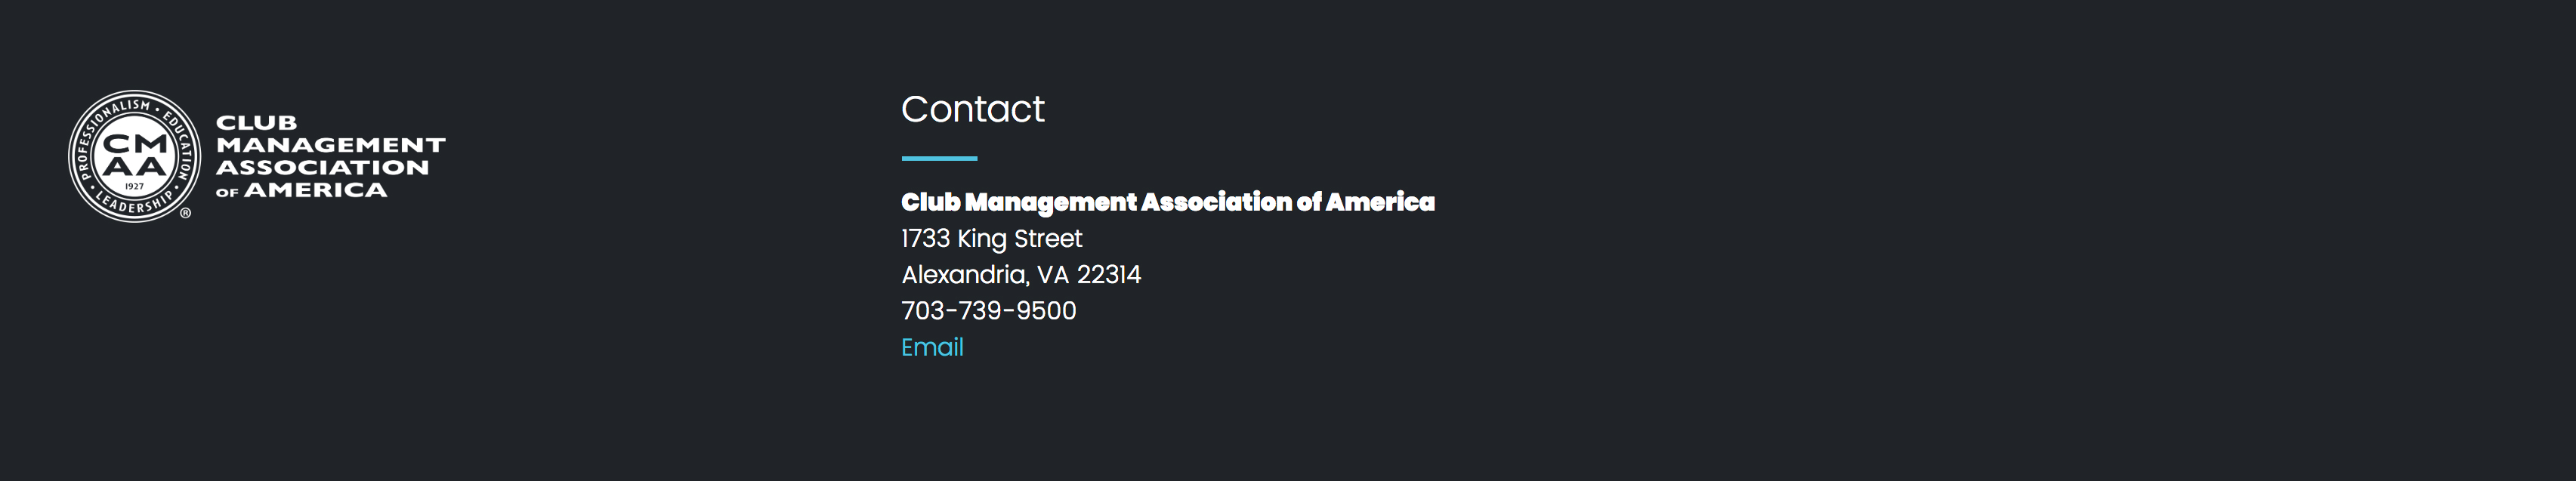 PROFESSIONALISM • EDUCATION • LEADERSHIP •
CM
AA
1927
®
CLUB
MANAGEMENT
ASSOCIATION
OF AMERICA
Contact
Club Management Association of America
1733 King Street
Alexandria, VA 22314
703-739-9500
Email